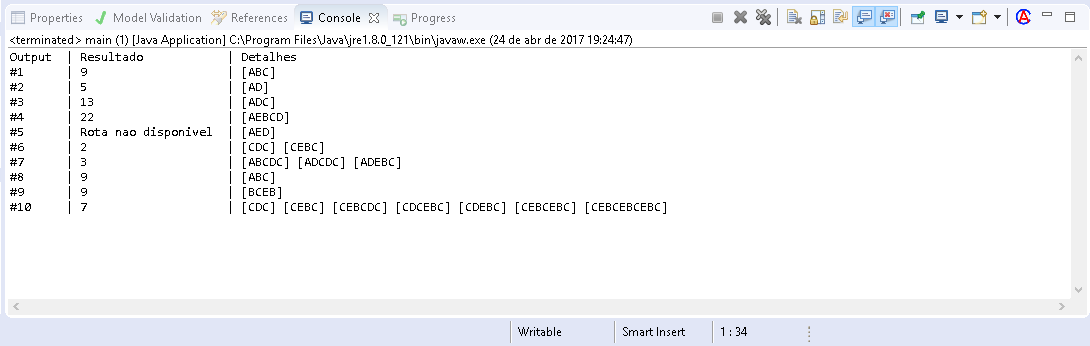 Properties Model Validation References Console Progress
<terminated> main (1) [Java Application] C:\Program Files\Java\jre1.8.0_121\bin\javaw.exe (24 de abr de 2017 19:24:47)
Output | Resultado | Detalhes
#1 | 9 | [ABC]
#2 | 5 | [AD]
#3 | 13 | [ADC]
#4 | 22 | [AEBCD]
#5 | Rota nao disponivel | [AED]
#6 | 2 | [CDC] [CEBC]
#7 | 3 | [ABCDC] [ADCDC] [ADEBC]
#8 | 9 | [ABC]
#9 | 9 | [BCEB]
#10 | 7 | [CDC] [CEBC] [CEBCDC] [CDCEBC] [CDEBC] [CEBCEBC] [CEBCEBCEBC]
Writable Smart Insert 1 : 34